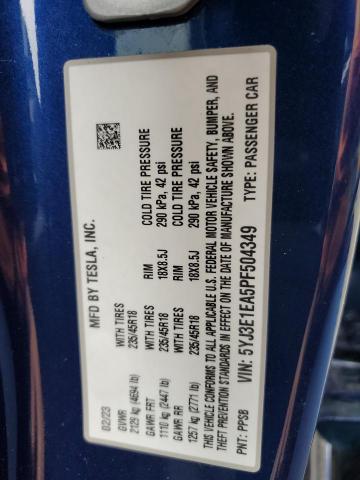 MFD BY TESLA, INC.
02/23
GVWR WITH TIRES RIM COLD TIRE PRESSURE
2129 kg (4694 lb) 235/45R18 18X8.5J 290 kPa, 42 psi
GAWR FRT WITH TIRES RIM COLD TIRE PRESSURE
1110 kg (2447 lb) 235/45R18 18X8.5J 290 kPa, 42 psi
GAWR RR WITH TIRES RIM COLD TIRE PRESSURE
1257 kg (2771 lb) 235/45R18 18X8.5J 290 kPa, 42 psi
THIS VEHICLE CONFORMS TO ALL APPLICABLE U.S. FEDERAL MOTOR VEHICLE SAFETY, BUMPER, AND
THEFT PREVENTION STANDARDS IN EFFECT ON THE DATE OF MANUFACTURE SHOWN ABOVE.
VIN: 5YJ3E1EA5PF504349
PNT: PPSB TYPE: PASSENGER CAR